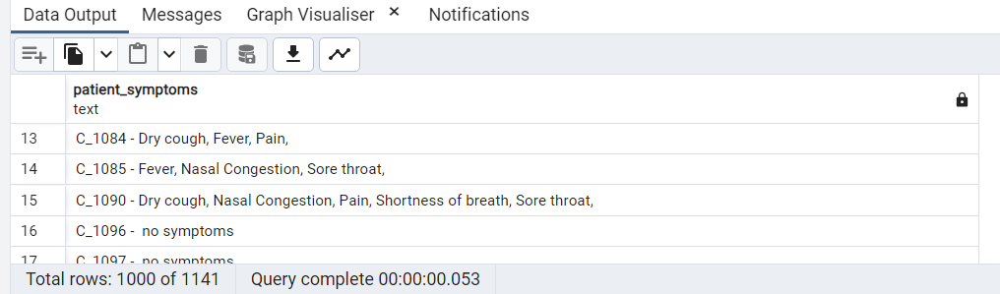 Data Output Messages Graph Visualiser × Notifications
patient_symptoms
text
13 C_1084 - Dry cough, Fever, Pain,
14 C_1085 - Fever, Nasal Congestion, Sore throat,
15 C_1090 - Dry cough, Nasal Congestion, Pain, Shortness of breath, Sore throat,
16 C_1096 -  no symptoms
17 C_1097 -  no symptoms
Total rows: 1000 of 1141 Query complete 00:00:00.053